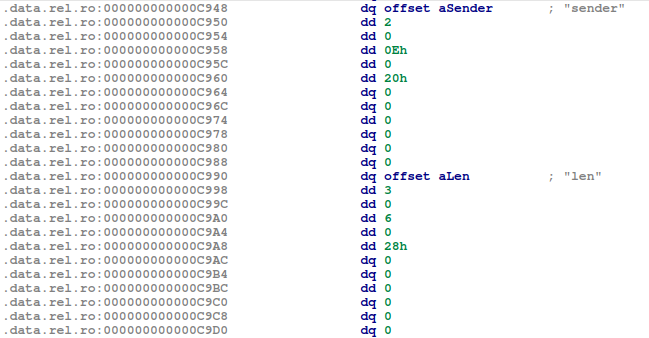 .data.rel.ro:000000000000C948 dq offset aSender ; "sender"
.data.rel.ro:000000000000C950 dd 2
.data.rel.ro:000000000000C954 dd 0
.data.rel.ro:000000000000C958 dd 0Eh
.data.rel.ro:000000000000C95C dd 0
.data.rel.ro:000000000000C960 dd 20h
.data.rel.ro:000000000000C964 dq 0
.data.rel.ro:000000000000C96C dq 0
.data.rel.ro:000000000000C974 dd 0
.data.rel.ro:000000000000C978 dq 0
.data.rel.ro:000000000000C980 dq 0
.data.rel.ro:000000000000C988 dq 0
.data.rel.ro:000000000000C990 dq offset aLen ; "len"
.data.rel.ro:000000000000C998 dd 3
.data.rel.ro:000000000000C99C dd 0
.data.rel.ro:000000000000C9A0 dd 6
.data.rel.ro:000000000000C9A4 dd 0
.data.rel.ro:000000000000C9A8 dd 28h
.data.rel.ro:000000000000C9AC dq 0
.data.rel.ro:000000000000C9B4 dq 0
.data.rel.ro:000000000000C9BC dd 0
.data.rel.ro:000000000000C9C0 dq 0
.data.rel.ro:000000000000C9C8 dq 0
.data.rel.ro:000000000000C9D0 dq 0